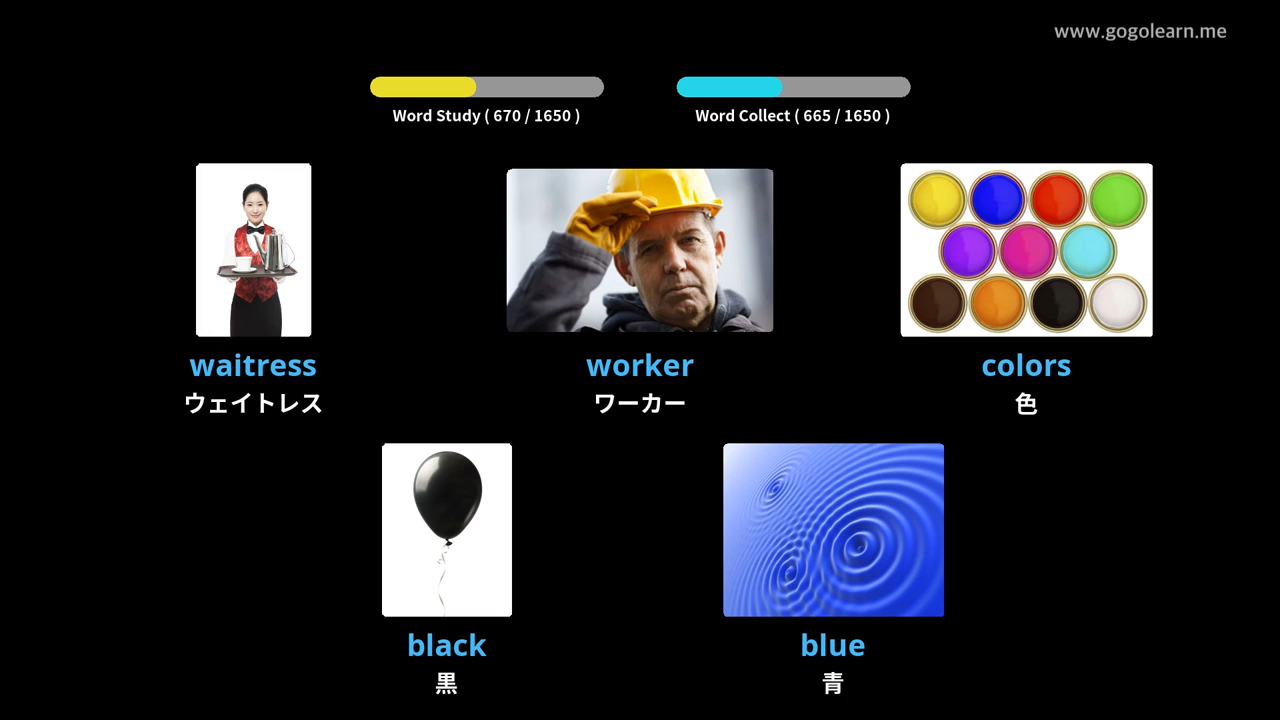 www.gogolearn.me
Word Study ( 670 / 1650 )
Word Collect ( 665 / 1650 )
waitress
ウェイトレス
worker
ワーカー
colors
色
black
黒
blue
青